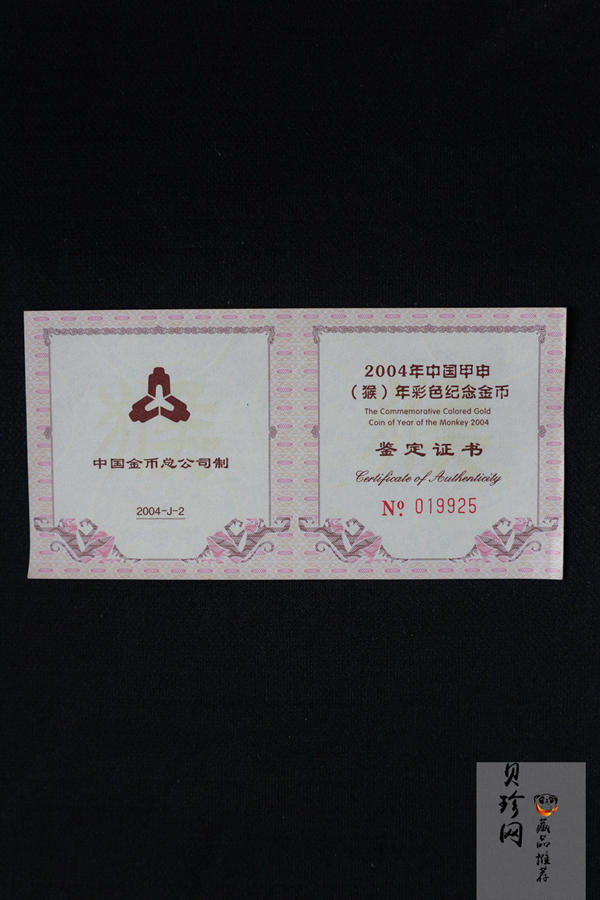 中国金币总公司制
2004-J-2
2004年中国甲申
（猴）年彩色纪念金币
The Commemorative Colored Gold
Coin of Year of the Monkey 2004
鉴定证书
Certificate of Authenticity
Nº 019925
贝珍网
藏品推荐